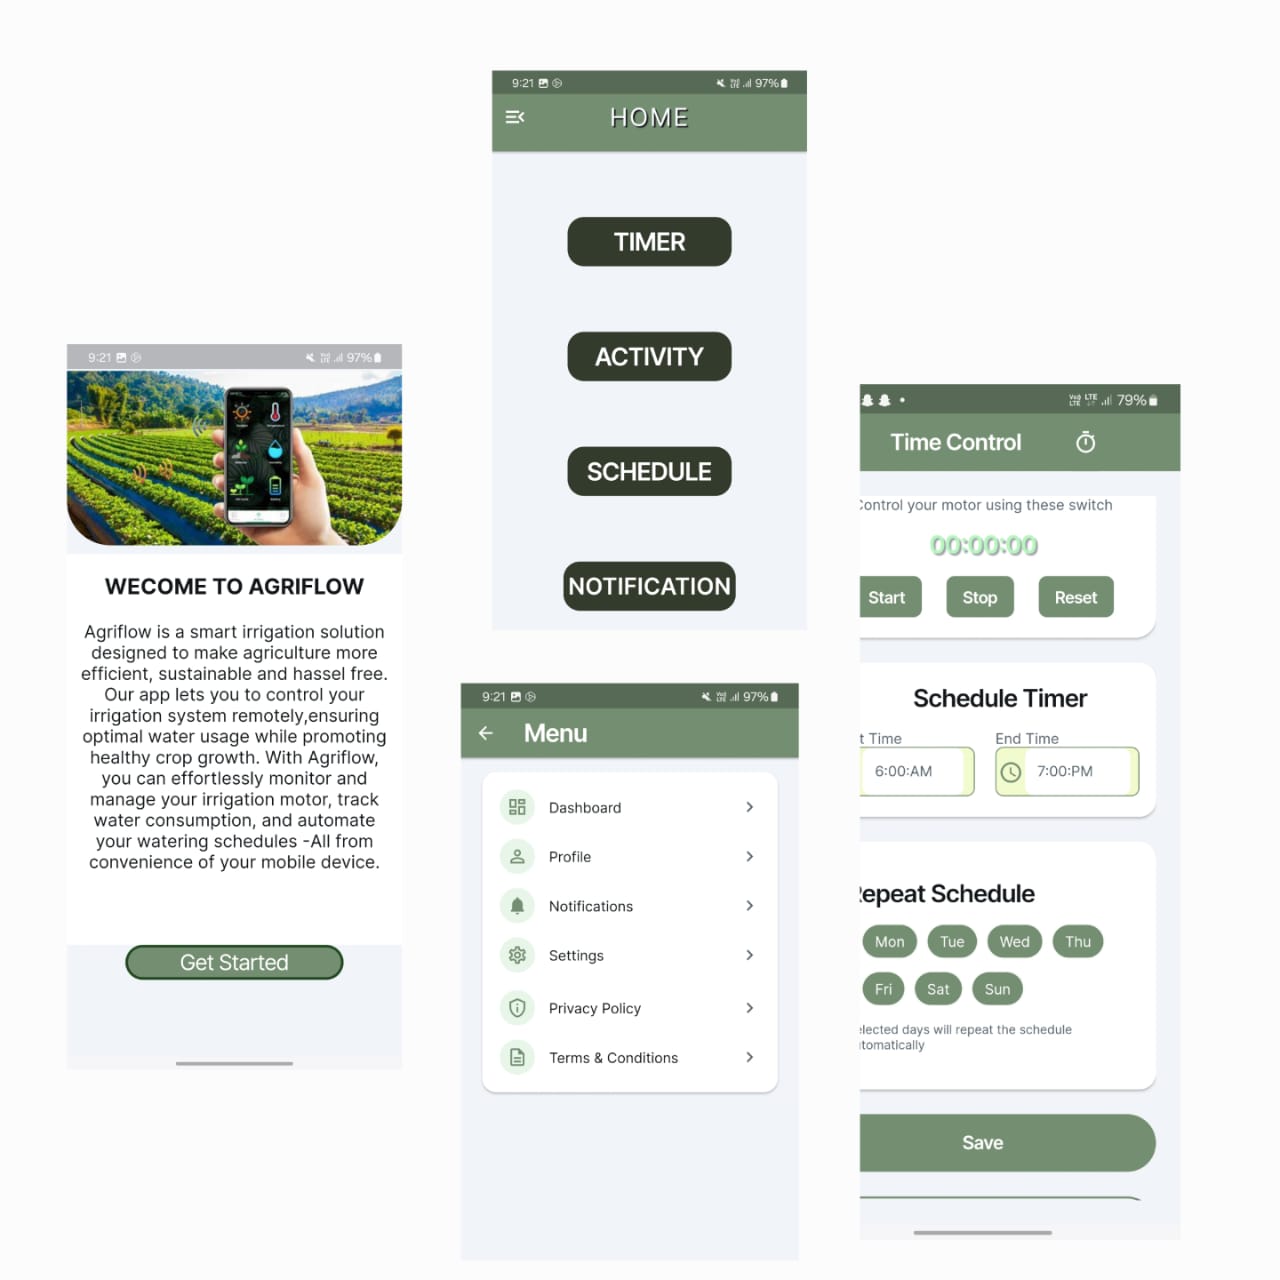 9:21
97%
WECOME TO AGRIFLOW
Agriflow is a smart irrigation solution
designed to make agriculture more
efficient, sustainable and hassel free.
Our app lets you to control your
irrigation system remotely,ensuring
optimal water usage while promoting
healthy crop growth. With Agriflow,
you can effortlessly monitor and
manage your irrigation motor, track
water consumption, and automate
your watering schedules -All from
convenience of your mobile device.
Get Started
9:21
97%
HOME
TIMER
ACTIVITY
SCHEDULE
NOTIFICATION
9:21
97%
Menu
Dashboard
Profile
Notifications
Settings
Privacy Policy
Terms & Conditions
LTE 79%
Time Control
Control your motor using these switch
00:00:00
Start Stop Reset
Schedule Timer
t Time End Time
6:00:AM 7:00:PM
epeat Schedule
Mon Tue Wed Thu
Fri Sat Sun
elected days will repeat the schedule
utomatically
Save